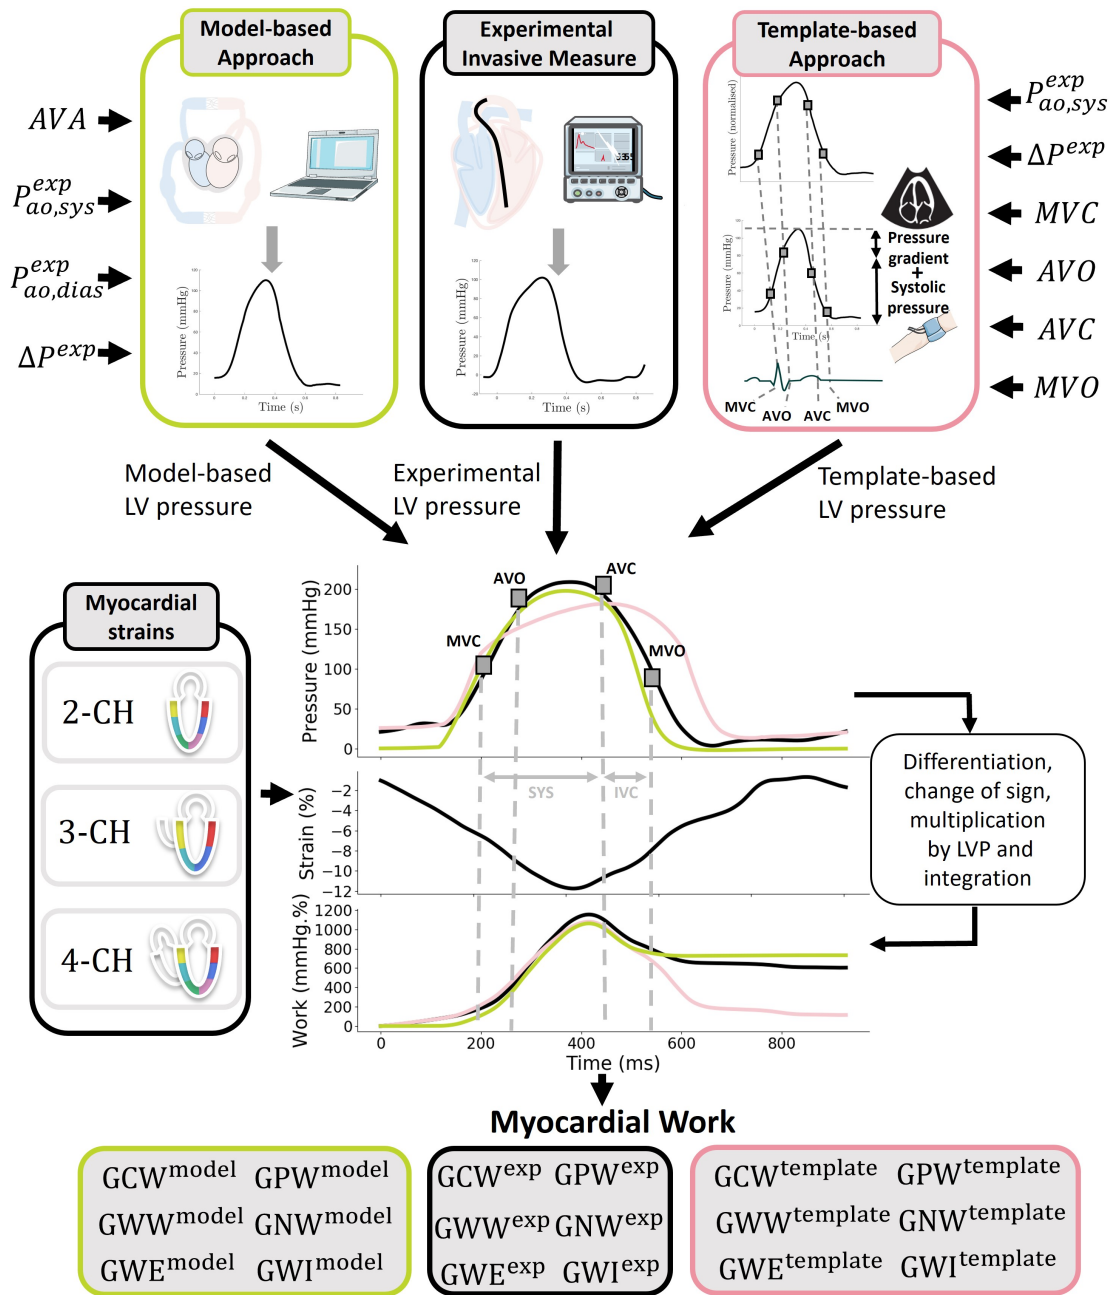 Model-based
Approach
Experimental
Invasive Measure
Template-based
Approach
AVA
P_{ao,sys}^{exp}
P_{ao,dias}^{exp}
ΔP^{exp}
Pressure (mmHg)
Time (s)
Pressure (mmHg)
Time (s)
Pressure (normalised)
Pressure (mmHg)
Time (s)
Pressure
gradient
+
Systolic
pressure
MVC
AVO
AVC
MVO
P_{ao,sys}^{exp}
ΔP^{exp}
MVC
AVO
AVC
MVO
Model-based
LV pressure
Experimental
LV pressure
Template-based
LV pressure
Myocardial
strains
2-CH
3-CH
4-CH
Pressure (mmHg)
200
150
100
50
0
MVC
AVO
AVC
MVO
SYS
IVC
Strain (%)
−2
−4
−6
−8
−10
−12
Work (mmHg.%)
1200
1000
800
600
400
200
0
0
200
400
600
800
Time (ms)
Differentiation,
change of sign,
multiplication
by LVP and
integration
Myocardial Work
GCW^{model} GPW^{model}
GWW^{model} GNW^{model}
GWE^{model} GWI^{model}
GCW^{exp} GPW^{exp}
GWW^{exp} GNW^{exp}
GWE^{exp} GWI^{exp}
GCW^{template} GPW^{template}
GWW^{template} GNW^{template}
GWE^{template} GWI^{template}